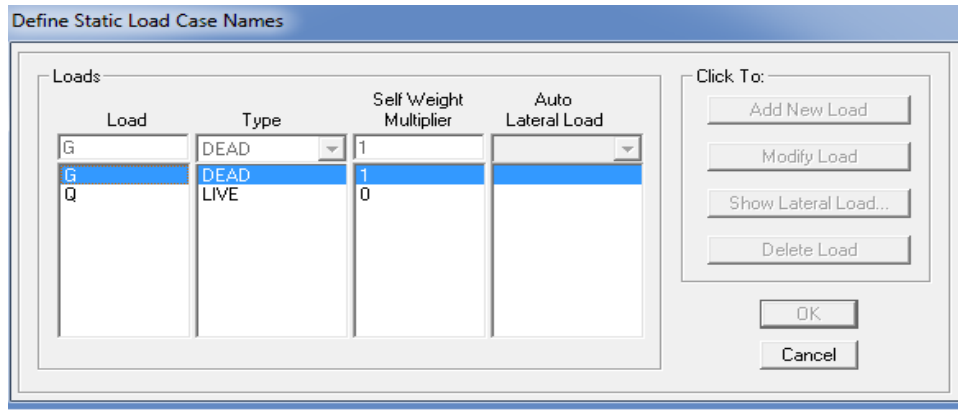 Define Static Load Case Names
Loads
Load Type Self Weight Multiplier Auto Lateral Load
G DEAD 1
G DEAD 1
Q LIVE 0
Click To:
Add New Load
Modify Load
Show Lateral Load...
Delete Load
OK
Cancel